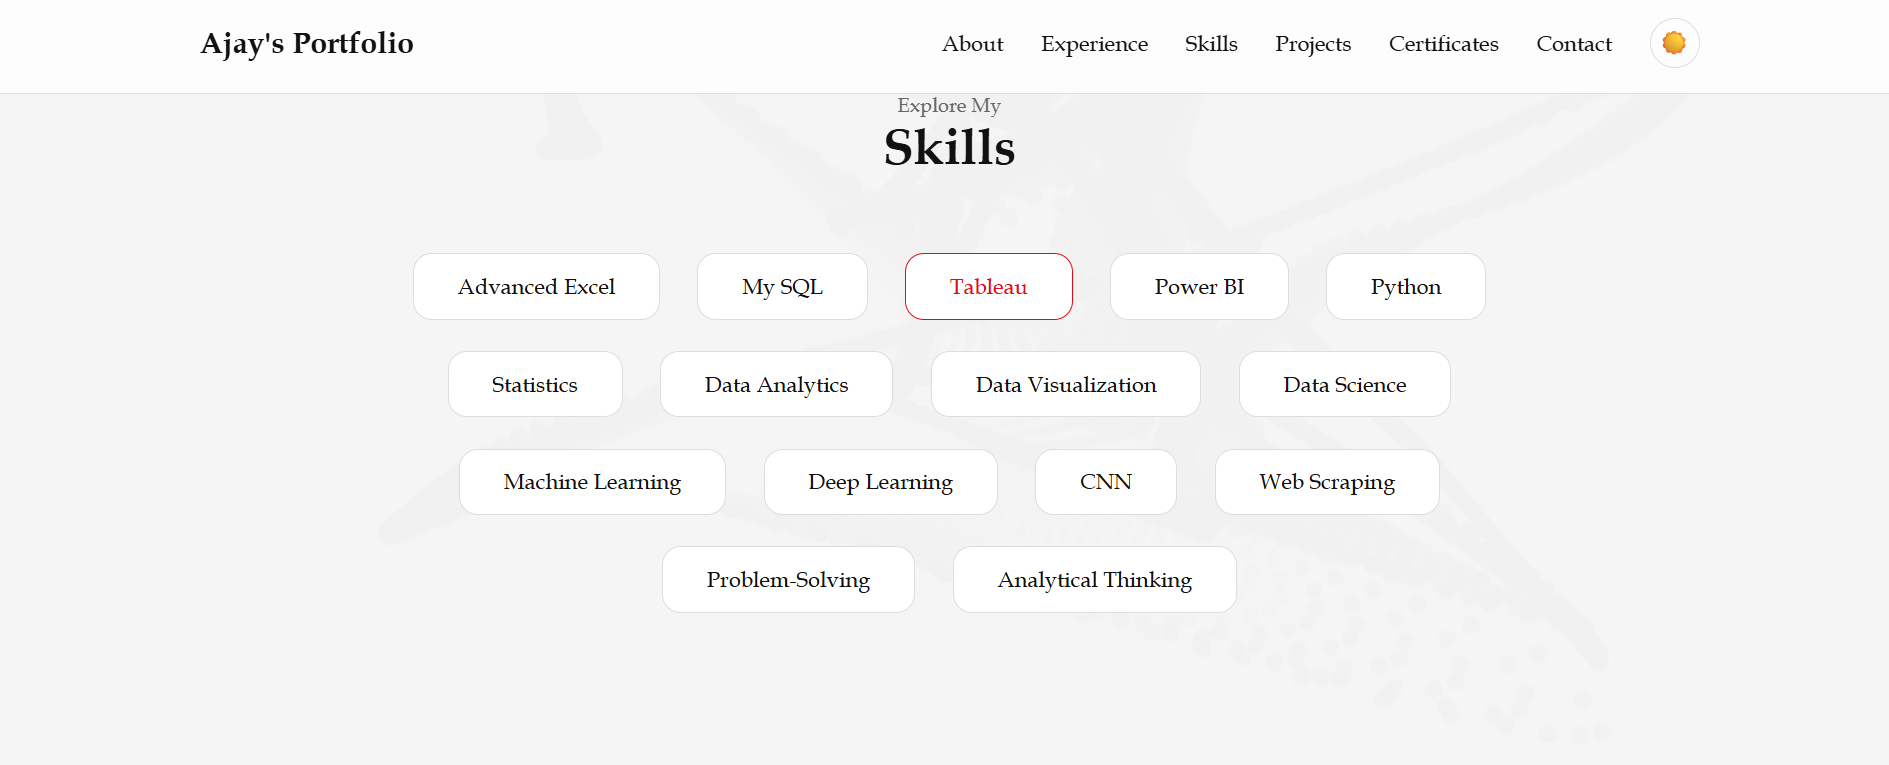 Ajay's Portfolio
About Experience Skills Projects Certificates Contact
Explore My
Skills
Advanced Excel My SQL Tableau Power BI Python
Statistics Data Analytics Data Visualization Data Science
Machine Learning Deep Learning CNN Web Scraping
Problem-Solving Analytical Thinking